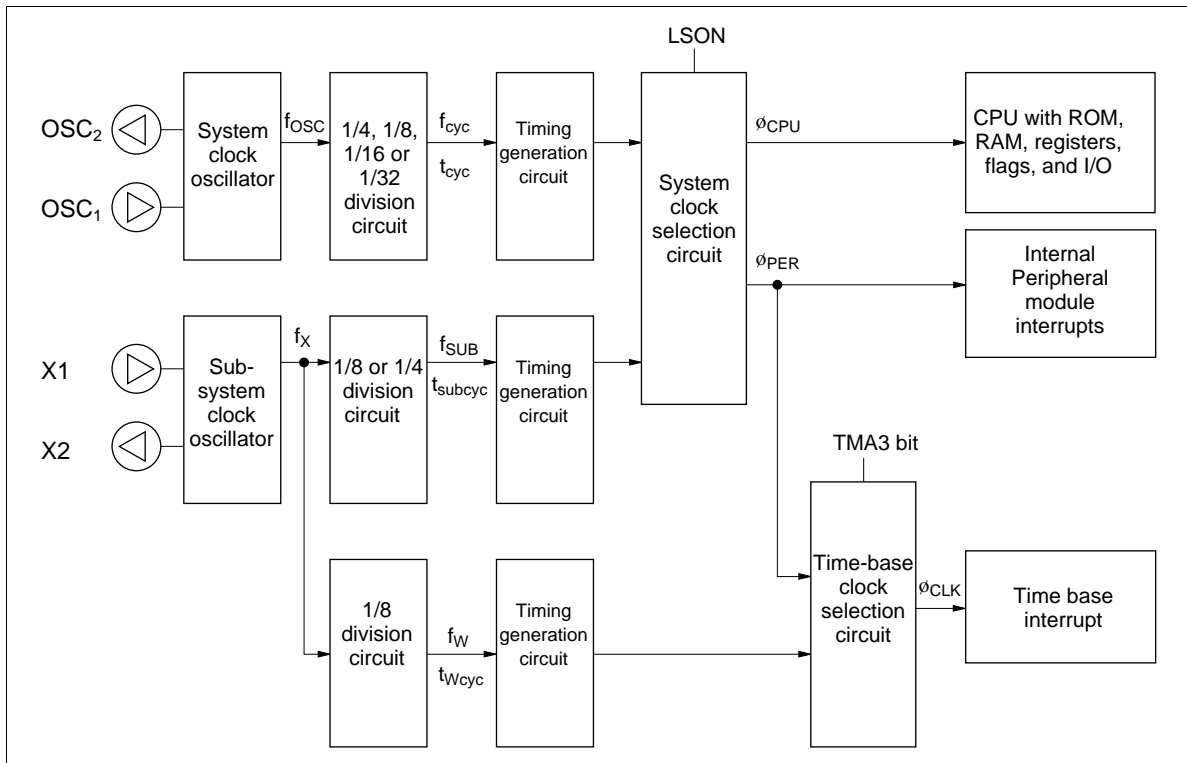 LSON
OSC₂
OSC₁
System
clock
oscillator
fOSC
1/4, 1/8,
1/16 or
1/32
division
circuit
fcyc
tcyc
Timing
generation
circuit
System
clock
selection
circuit
øCPU
øPER
CPU with ROM,
RAM, registers,
flags, and I/O
Internal
Peripheral
module
interrupts
X1
X2
Sub-
system
clock
oscillator
fX
1/8 or 1/4
division
circuit
fSUB
tsubcyc
Timing
generation
circuit
TMA3 bit
1/8
division
circuit
fW
tWcyc
Timing
generation
circuit
Time-base
clock
selection
circuit
øCLK
Time base
interrupt